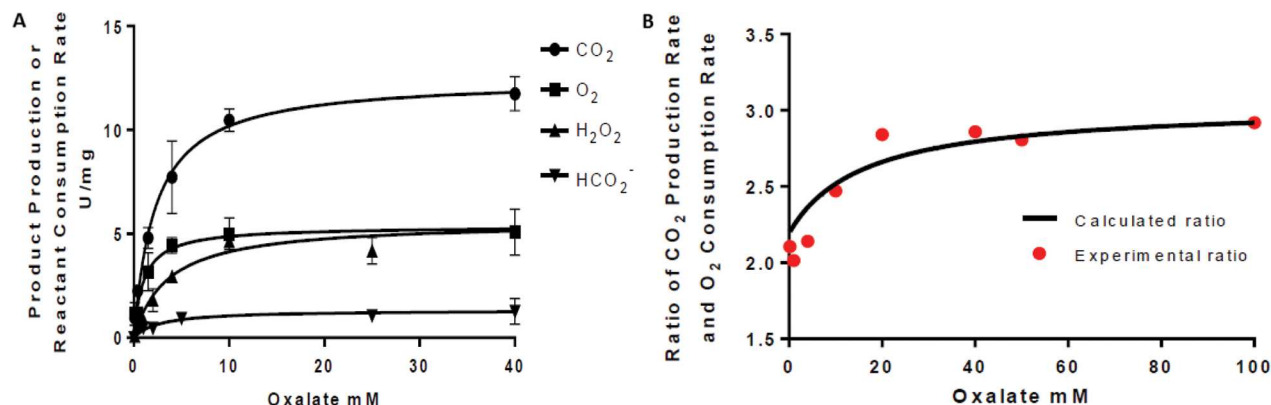 A
Product Production or
Reactant Consumption Rate
U/mg
15
10
5
0
0 10 20 30 40
Oxalate mM
CO2
O2
H2O2
HCO2-
B
Ratio of CO2 Production Rate
and O2 Consumption Rate
3.5
3.0
2.5
2.0
1.5
0 20 40 60 80 100
Oxalate mM
Calculated ratio
Experimental ratio